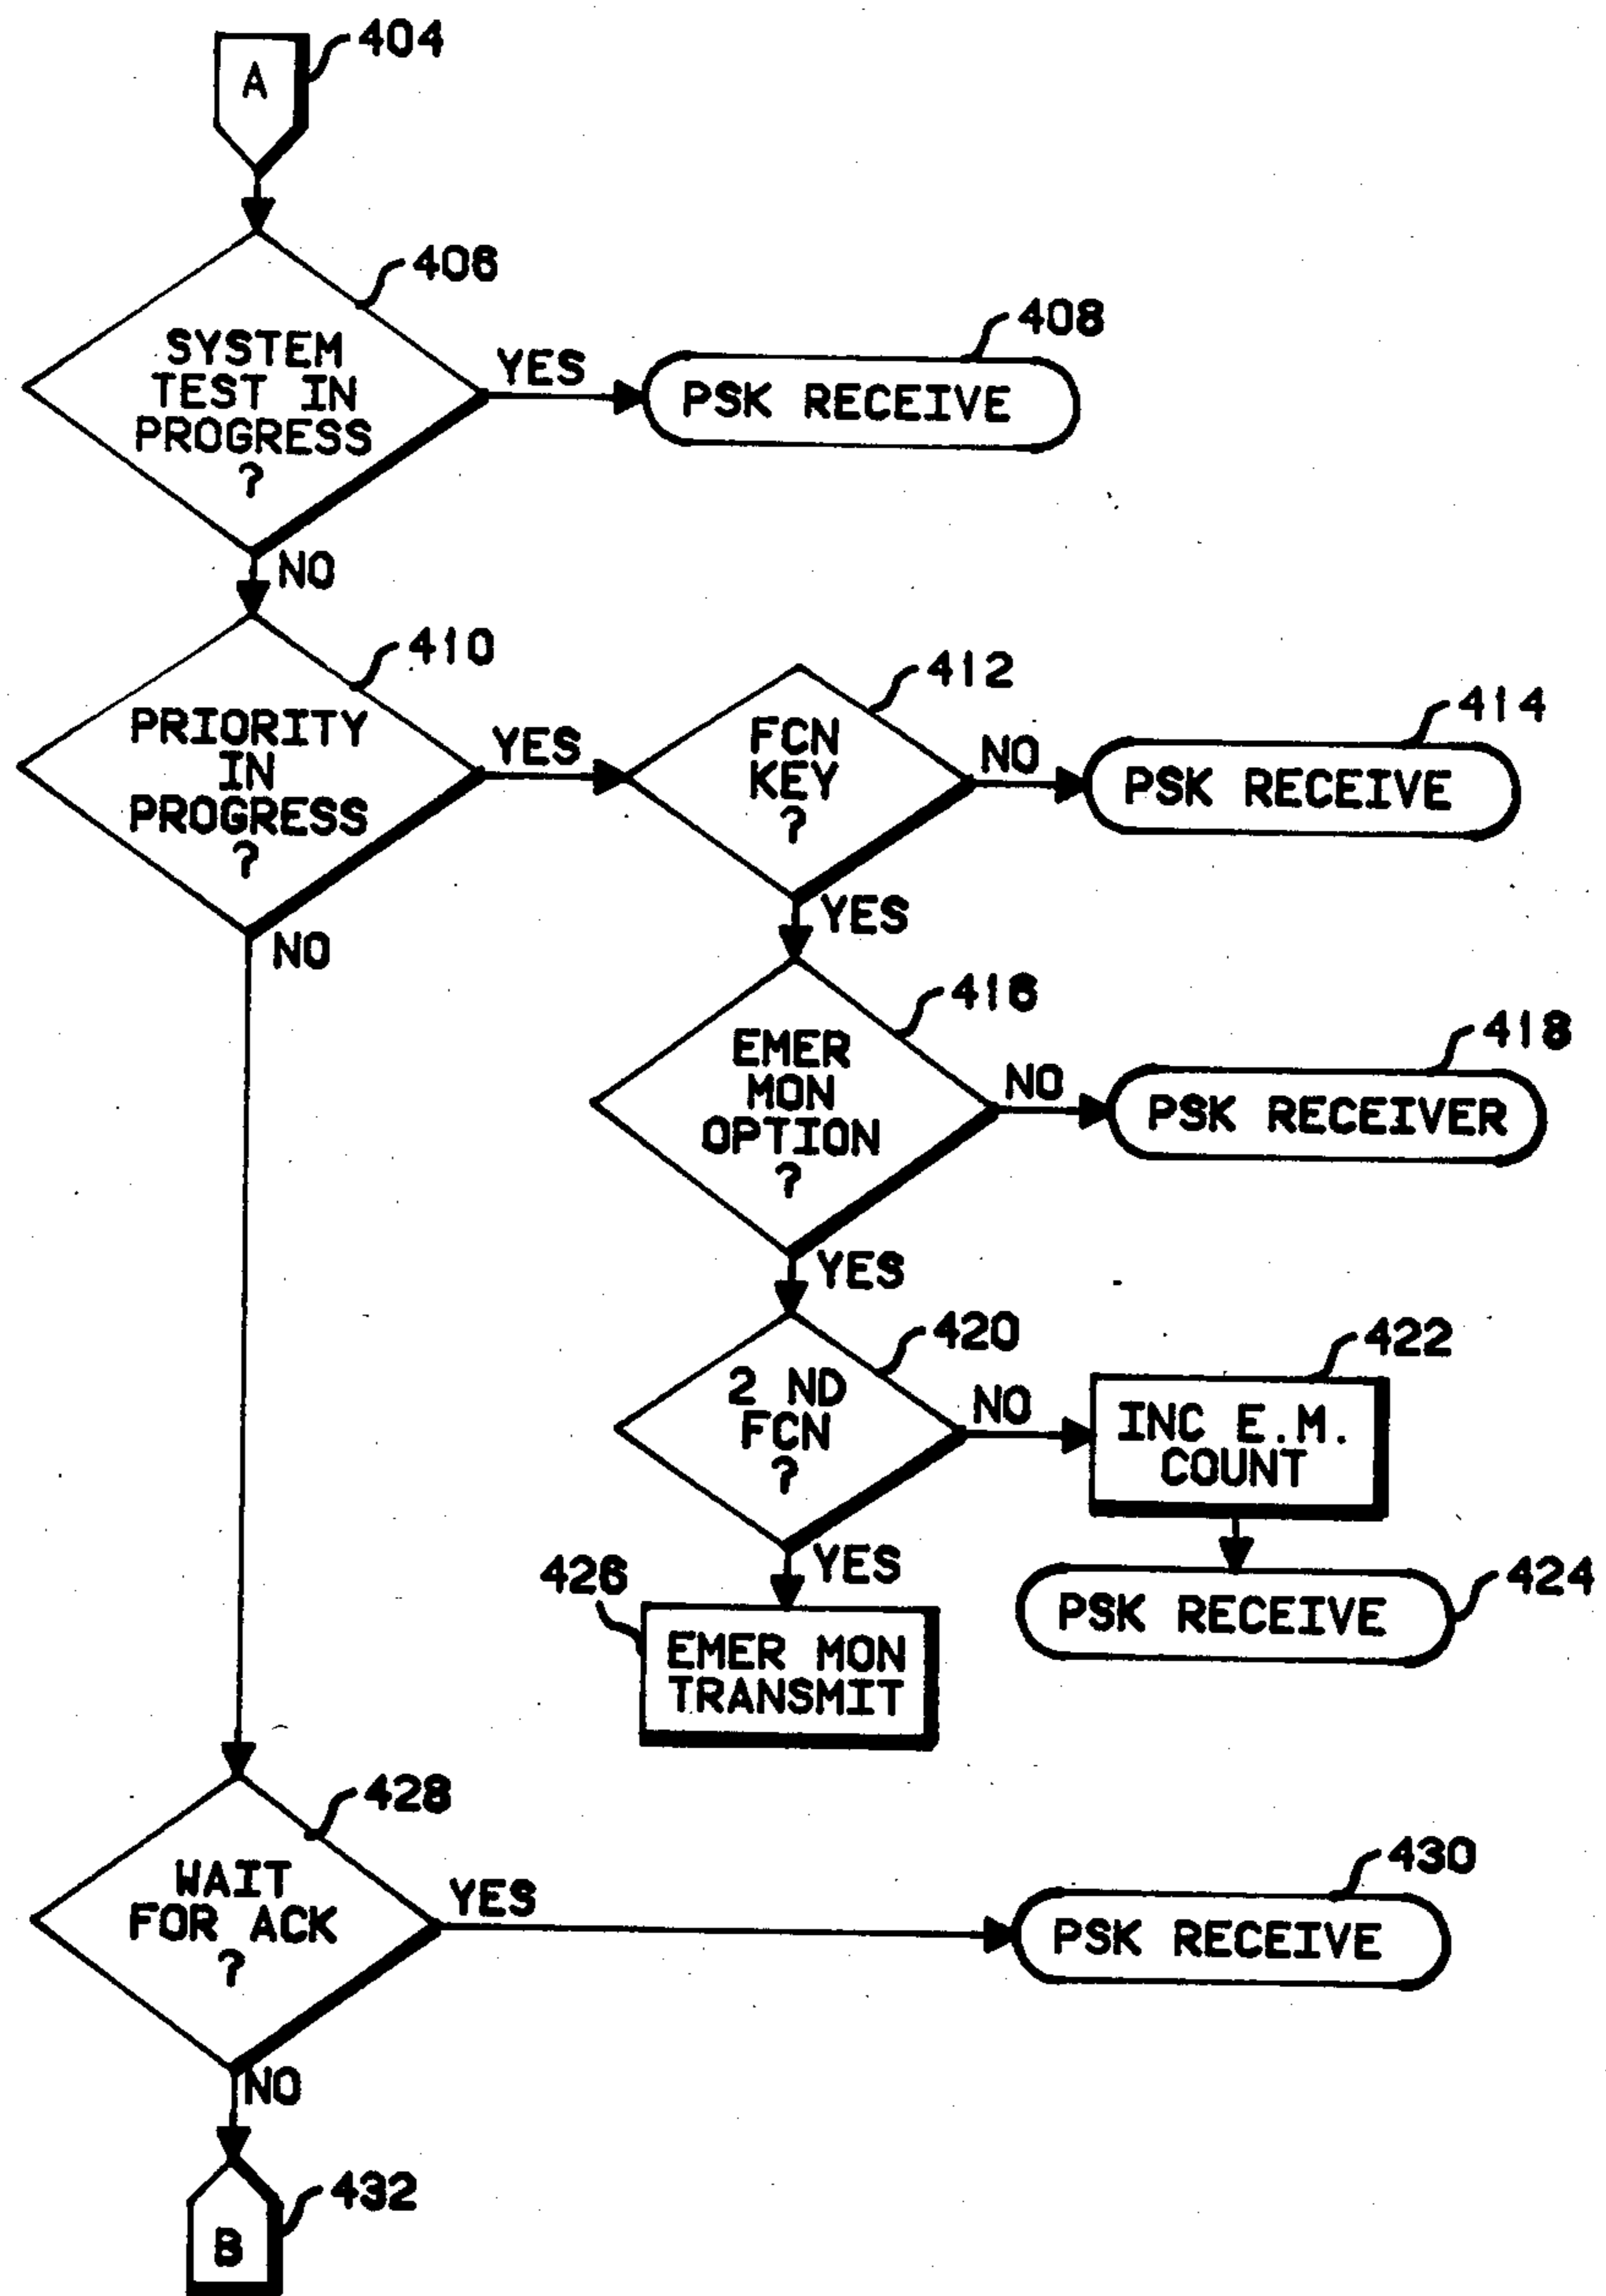 404
A
406
SYSTEM
TEST IN
PROGRESS
?
YES
408
PSK RECEIVE
NO
410
PRIORITY
IN
PROGRESS
?
YES
412
FCN
KEY
?
NO
414
PSK RECEIVE
YES
NO
416
EMER
MON
OPTION
?
NO
418
PSK RECEIVER
YES
420
2 ND
FCN
?
NO
422
INC E.M.
COUNT
YES
424
PSK RECEIVE
426
EMER MON
TRANSMIT
428
WAIT
FOR ACK
?
YES
430
PSK RECEIVE
NO
432
B